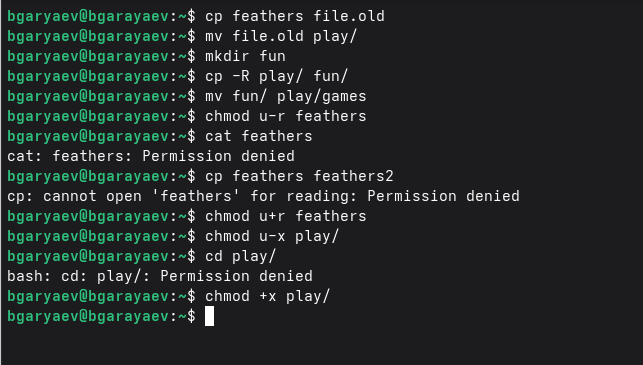 bgaryaev@bgarayaev:~$ cp feathers file.old
bgaryaev@bgarayaev:~$ mv file.old play/
bgaryaev@bgarayaev:~$ mkdir fun
bgaryaev@bgarayaev:~$ cp -R play/ fun/
bgaryaev@bgarayaev:~$ mv fun/ play/games
bgaryaev@bgarayaev:~$ chmod u-r feathers
bgaryaev@bgarayaev:~$ cat feathers
cat: feathers: Permission denied
bgaryaev@bgarayaev:~$ cp feathers feathers2
cp: cannot open 'feathers' for reading: Permission denied
bgaryaev@bgarayaev:~$ chmod u+r feathers
bgaryaev@bgarayaev:~$ chmod u-x play/
bgaryaev@bgarayaev:~$ cd play/
bash: cd: play/: Permission denied
bgaryaev@bgarayaev:~$ chmod +x play/
bgaryaev@bgarayaev:~$